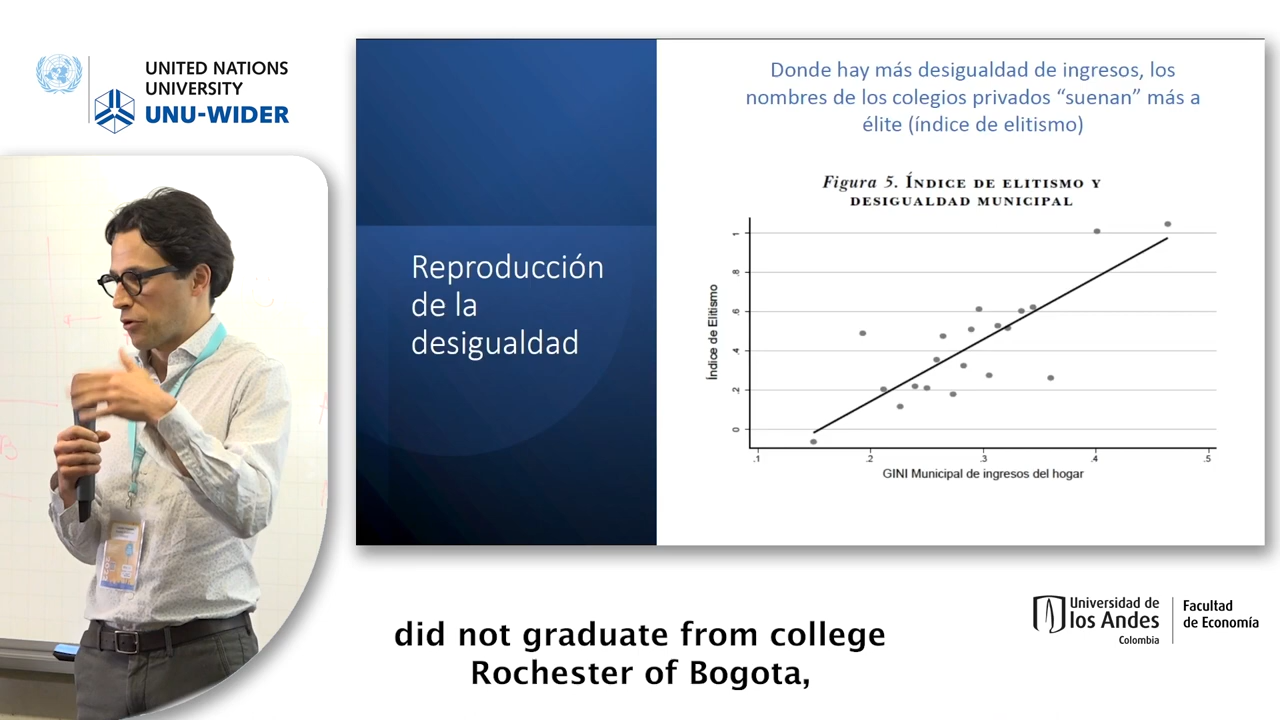 UNITED NATIONS
UNIVERSITY
UNU-WIDER
Donde hay más desigualdad de ingresos, los
nombres de los colegios privados “suenan” más a
élite (índice de elitismo)
Reproducción
de la
desigualdad
Figura 5. ÍNDICE DE ELITISMO Y
DESIGUALDAD MUNICIPAL
Índice de Elitismo
1
.8
.6
.4
.2
0
.1 .2 .3 .4 .5
GINI Municipal de ingresos del hogar
did not graduate from college
Rochester of Bogota,
Universidad de
los Andes
Colombia
Facultad
de Economía